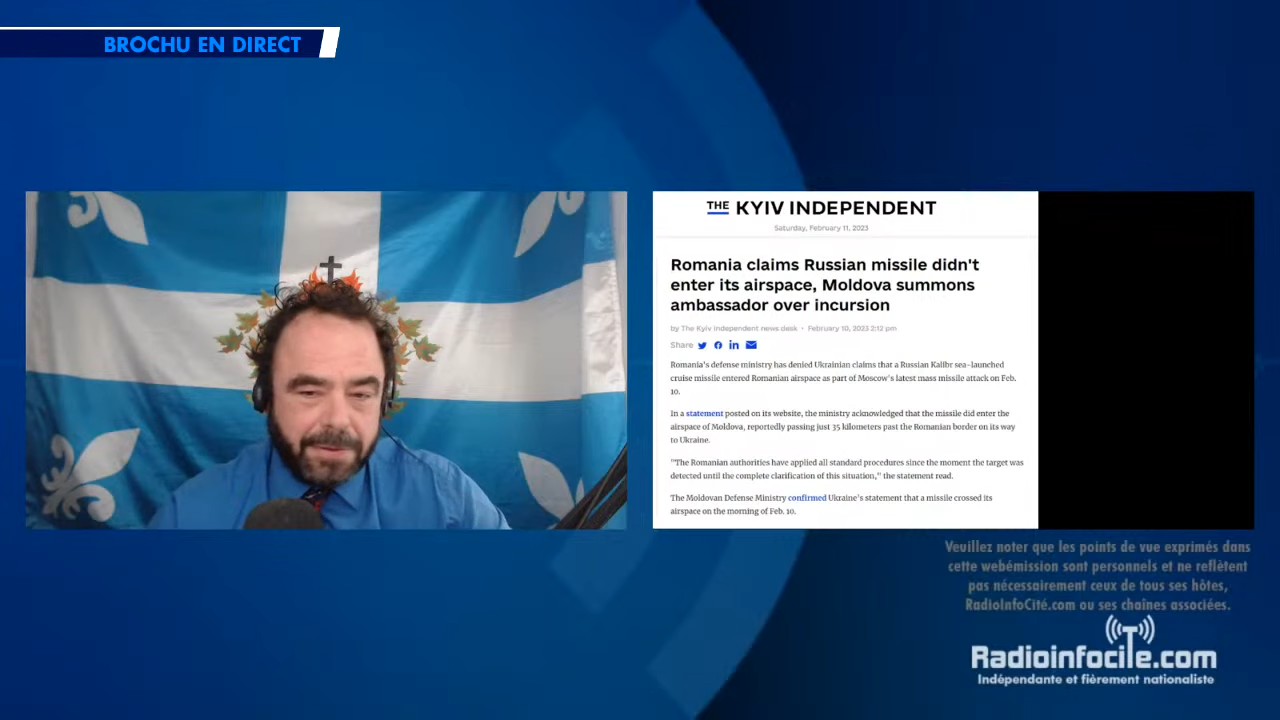 BROCHU EN DIRECT
THE KYIV INDEPENDENT
Saturday, February 11, 2023
Romania claims Russian missile didn't
enter its airspace, Moldova summons
ambassador over incursion
by The Kyiv Independent news desk • February 10, 2023 2:12 pm
Share
Romania's defense ministry has denied Ukrainian claims that a Russian Kalibr sea-launched
cruise missile entered Romanian airspace as part of Moscow's latest mass missile attack on Feb.
10.
In a statement posted on its website, the ministry acknowledged that the missile did enter the
airspace of Moldova, reportedly passing just 35 kilometers past the Romanian border on its way
to Ukraine.
"The Romanian authorities have applied all standard procedures since the moment the target was
detected until the complete clarification of this situation," the statement read.
The Moldovan Defense Ministry confirmed Ukraine's statement that a missile crossed its
airspace on the morning of Feb. 10.
Veuillez noter que les points de vue exprimés dans
cette webémission sont personnels et ne reflètent
pas nécessairement ceux de tous ses hôtes,
RadioInfoCité.com ou ses chaînes associées.
Radioinfocite.com
Indépendante et fièrement nationaliste